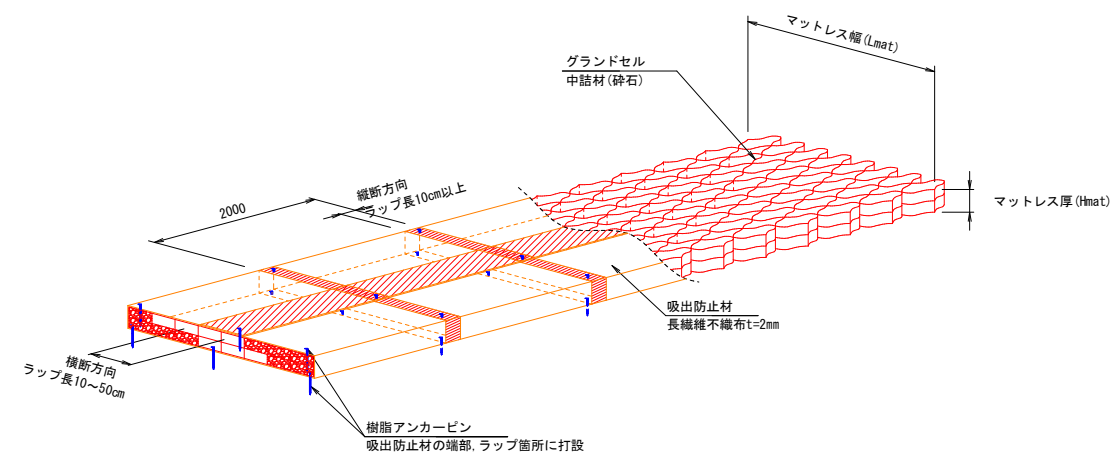 マットレス幅(Lmat)
グランドセル
中詰材(砕石)
縦断方向
ラップ長10cm以上
2000
マットレス厚(Hmat)
吸出防止材
長繊維不織布t=2mm
横断方向
ラップ長10～50cm
樹脂アンカーピン
吸出防止材の端部,ラップ箇所に打設